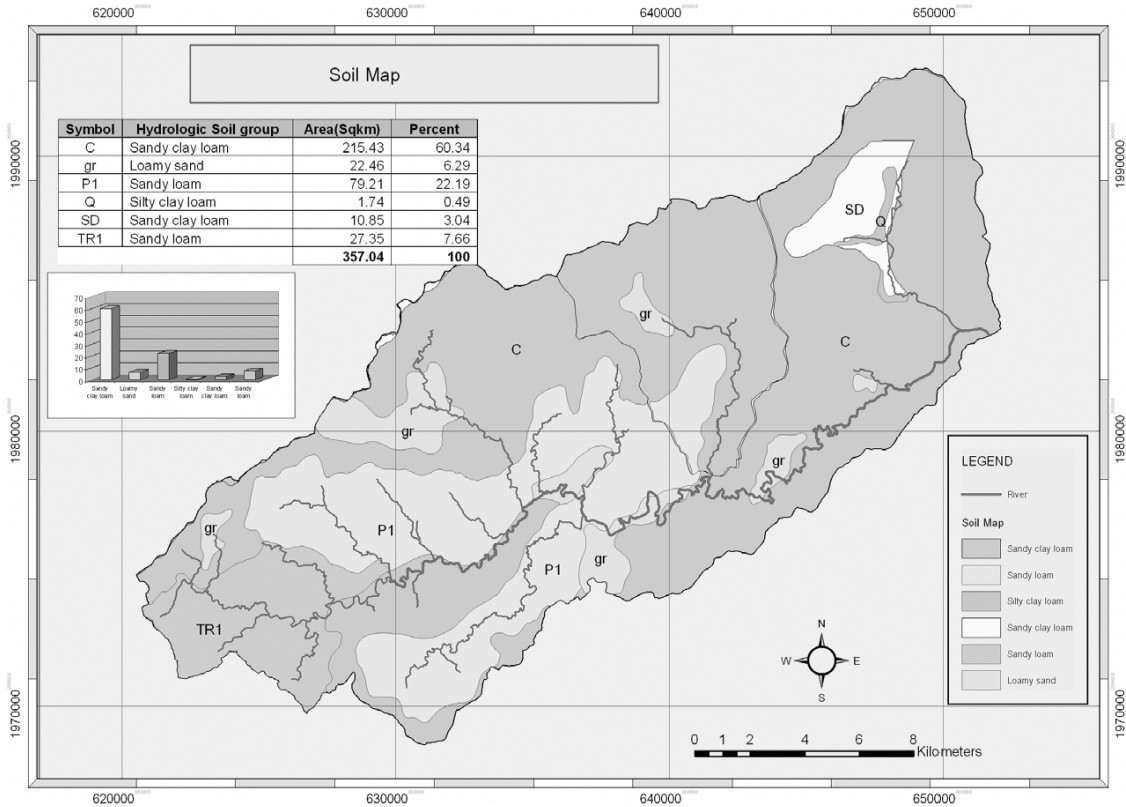 620000 630000 640000 650000
Soil Map
Symbol Hydrologic Soil group Area(Sqkm) Percent
C Sandy clay loam 215.43 60.34
gr Loamy sand 22.46 6.29
P1 Sandy loam 79.21 22.19
Q Silty clay loam 1.74 0.49
SD Sandy clay loam 10.85 3.04
TR1 Sandy loam 27.35 7.66
357.04 100
1990000
1990000
SD
Q
70
60
50
40
30
20
10
0
Sandy clay loam
Loamy sand
Sandy loam
Silty clay loam
Sandy clay loam
Sandy loam
gr
C
C
gr
1980000
1980000
gr
gr
P1
gr
P1
TR1
LEGEND
River
Soil Map
Sandy clay loam
Sandy loam
Silty clay loam
Sandy clay loam
Sandy loam
Loamy sand
N
W E
S
1970000
1970000
0 1 2 4 6 8
Kilometers
620000 630000 640000 650000